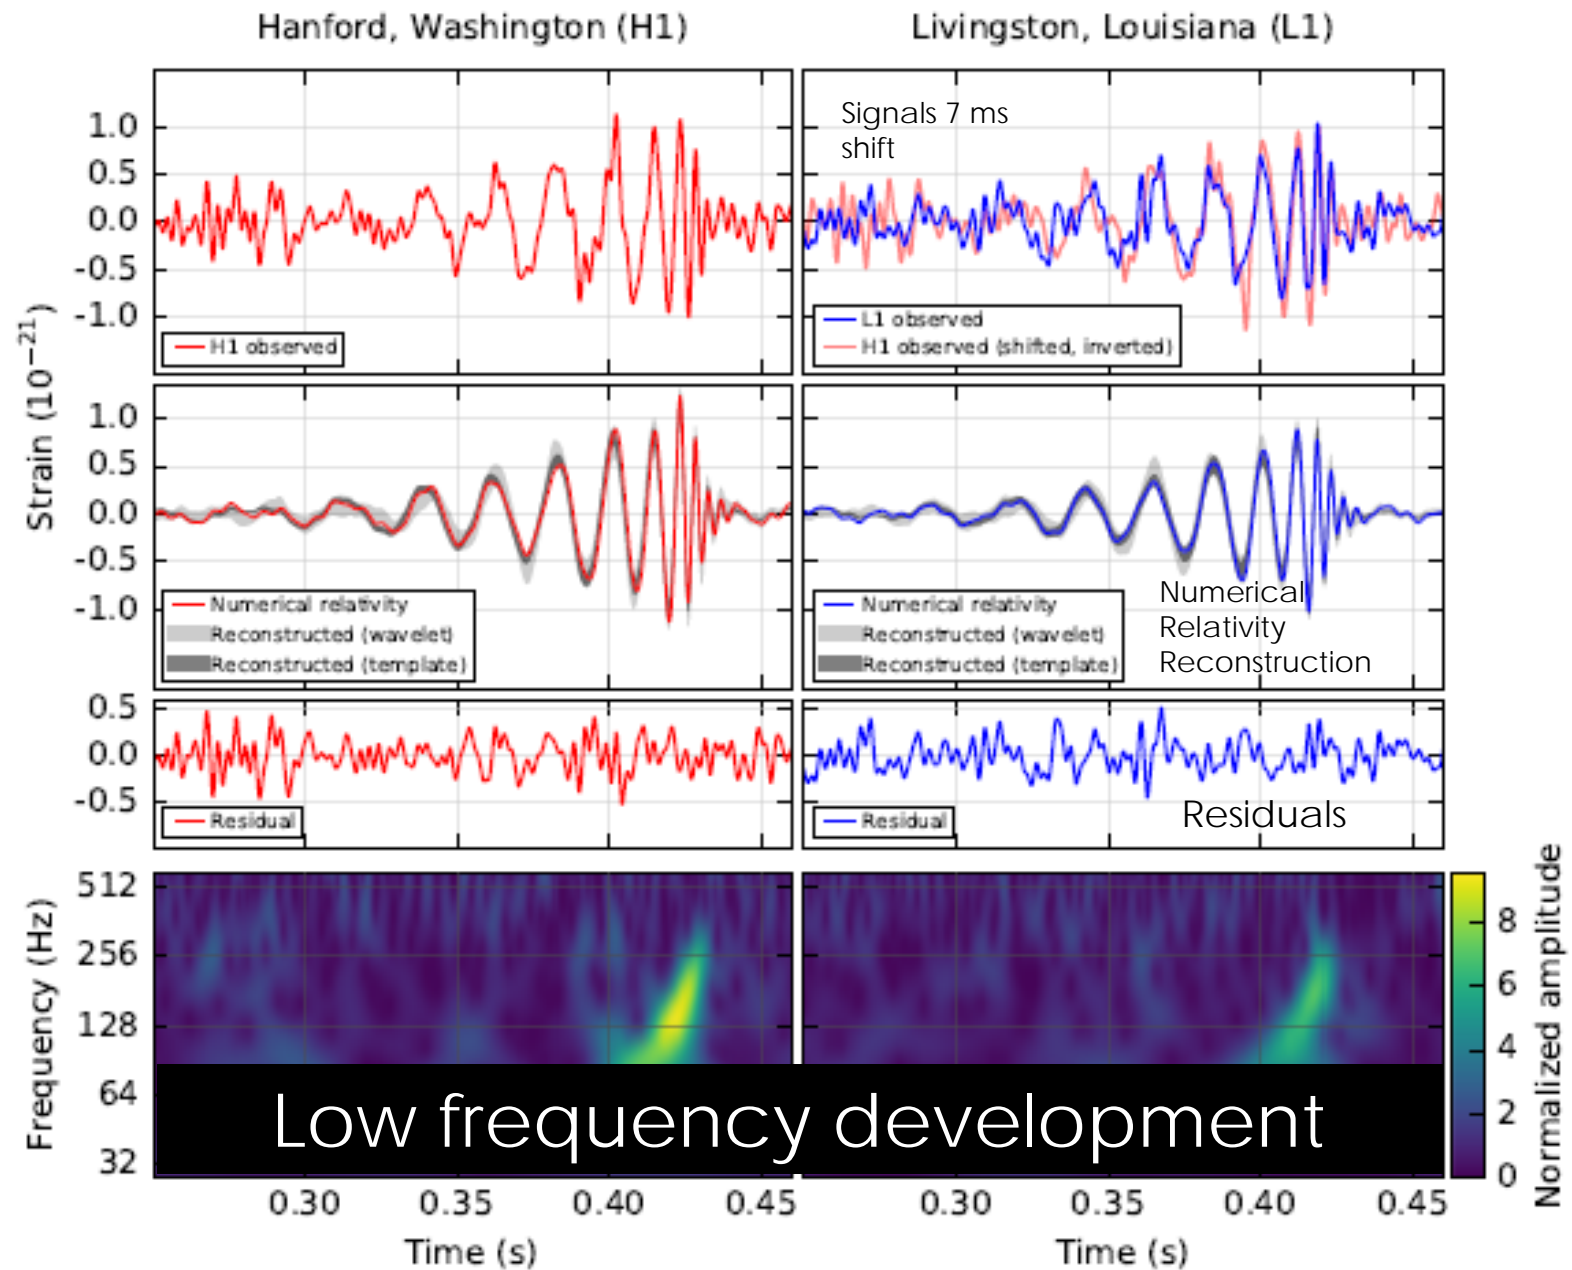 Hanford, Washington (H1)
Livingston, Louisiana (L1)
Strain (10−21)
1.0
0.5
0.0
-0.5
-1.0
H1 observed
Signals 7 ms
shift
L1 observed
H1 observed (shifted, inverted)
1.0
0.5
0.0
-0.5
-1.0
Numerical relativity
Reconstructed (wavelet)
Reconstructed (template)
Numerical relativity
Reconstructed (wavelet)
Reconstructed (template)
Numerical
Relativity
Reconstruction
0.5
0.0
-0.5
Residual
Residual
Residuals
Frequency (Hz)
512
256
128
64
32
Low frequency development
Normalized amplitude
8
6
4
2
0
0.30
0.35
0.40
0.45
0.30
0.35
0.40
0.45
Time (s)
Time (s)